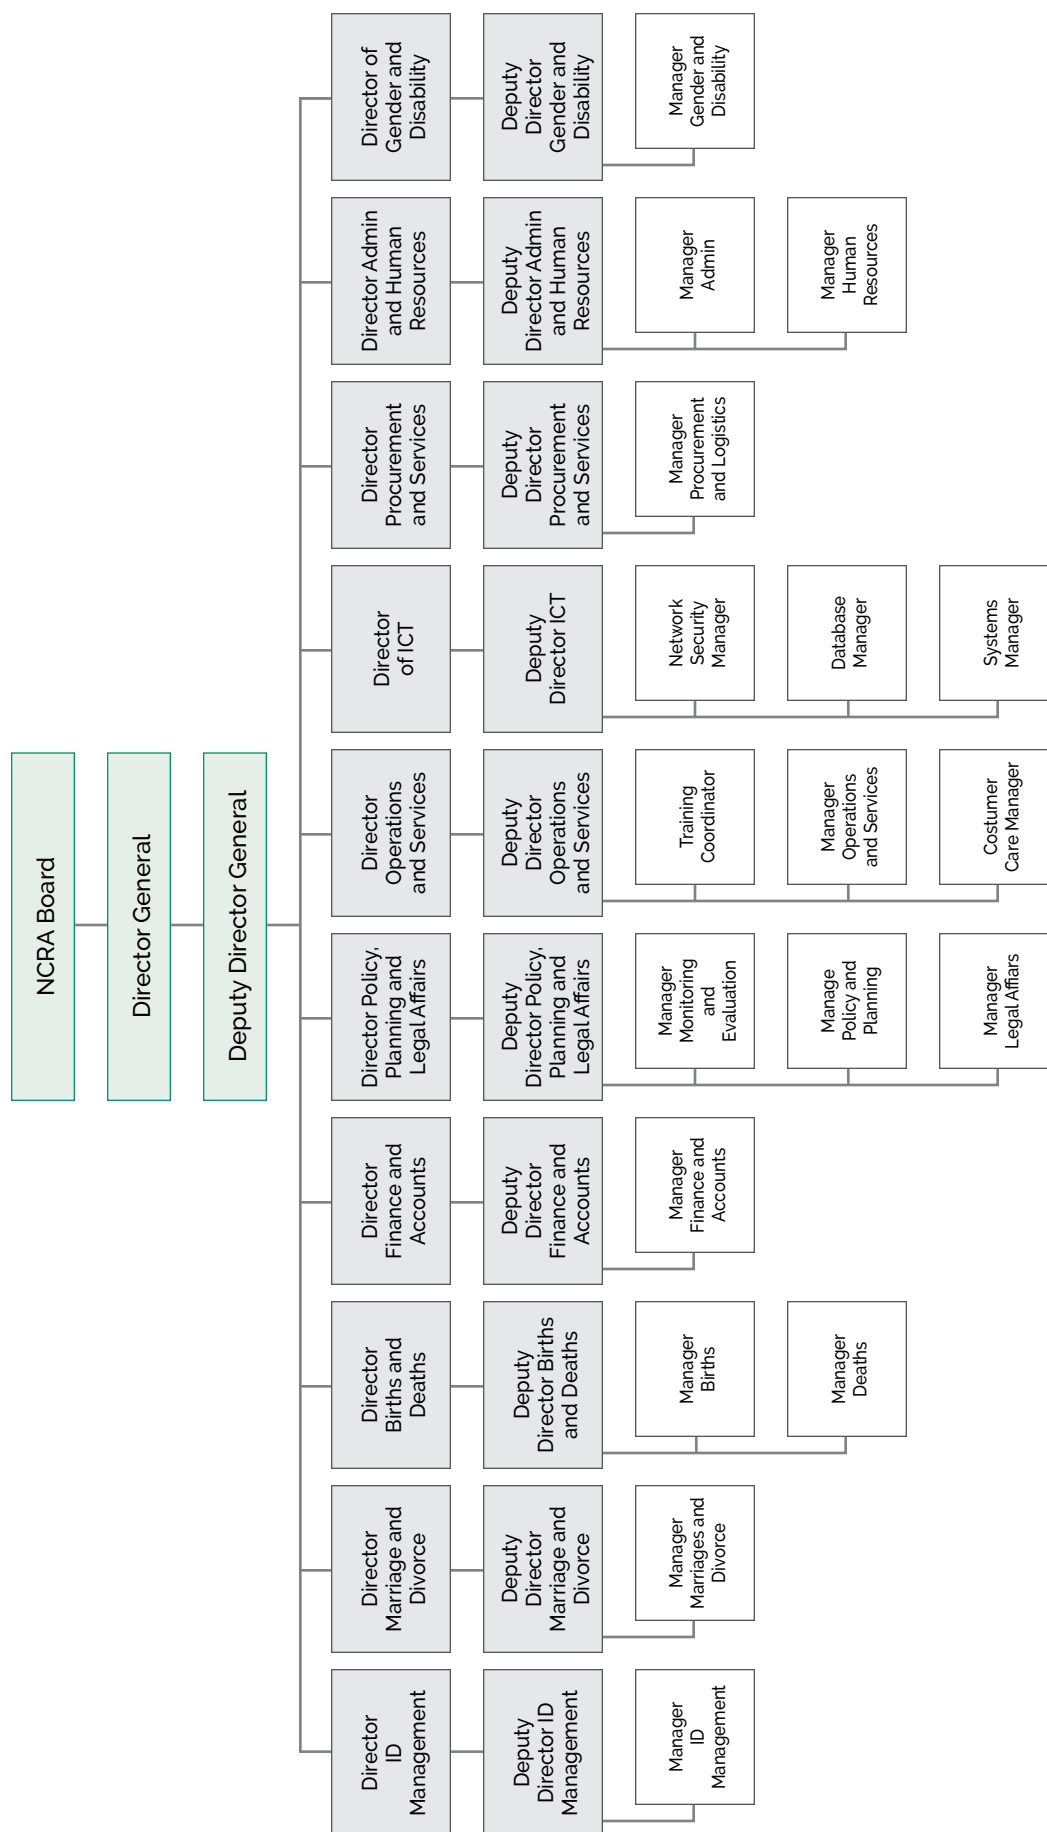 NCRA Board
Director General
Deputy Director General
Director
ID
Management
Director
Marriage and
Divorce
Director
Births and
Deaths
Director
Finance and
Accounts
Director Policy,
Planning and
Legal Affairs
Director
Operations
and Services
Director
of ICT
Director
Procurement
and Services
Director Admin
and Human
Resources
Director of
Gender and
Disability
Deputy
Director ID
Management
Deputy
Director
Marriage and
Divorce
Deputy
Director Births
and Deaths
Deputy
Director
Finance and
Accounts
Deputy
Director Policy,
Planning and
Legal Affairs
Deputy
Director
Operations
and Services
Deputy
Director ICT
Deputy
Director
Procurement
and Services
Deputy
Director Admin
and Human
Resources
Deputy
Director
Gender and
Disability
Manager
ID
Management
Manager
Marriages and
Divorce
Manager
Births
Manager
Finance and
Accounts
Manager
Monitoring
and
Evaluation
Training
Coordinator
Network
Security
Manager
Manager
Procurement
and Logistics
Manager
Admin
Manager
Gender and
Disability
Manager
Deaths
Manage
Policy and
Planning
Manager
Operations
and Services
Database
Manager
Manager
Human
Resources
Manager
Legal Affiars
Costumer
Care Manager
Systems
Manager